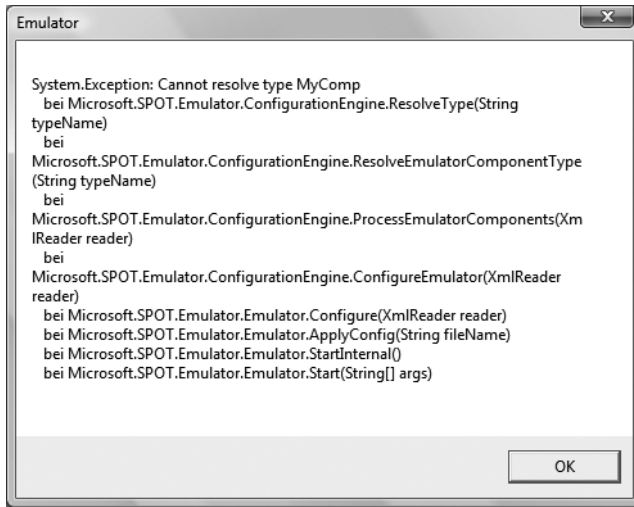 Emulator
X
System.Exception: Cannot resolve type MyComp
bei Microsoft.SPOT.Emulator.ConfigurationEngine.ResolveType(String
typeName)
bei
Microsoft.SPOT.Emulator.ConfigurationEngine.ResolveEmulatorComponentType
(String typeName)
bei
Microsoft.SPOT.Emulator.ConfigurationEngine.ProcessEmulatorComponents(Xm
lReader reader)
bei
Microsoft.SPOT.Emulator.ConfigurationEngine.ConfigureEmulator(XmlReader
reader)
bei Microsoft.SPOT.Emulator.Emulator.Configure(XmlReader reader)
bei Microsoft.SPOT.Emulator.Emulator.ApplyConfig(String fileName)
bei Microsoft.SPOT.Emulator.Emulator.StartInternal()
bei Microsoft.SPOT.Emulator.Emulator.Start(String[] args)
OK